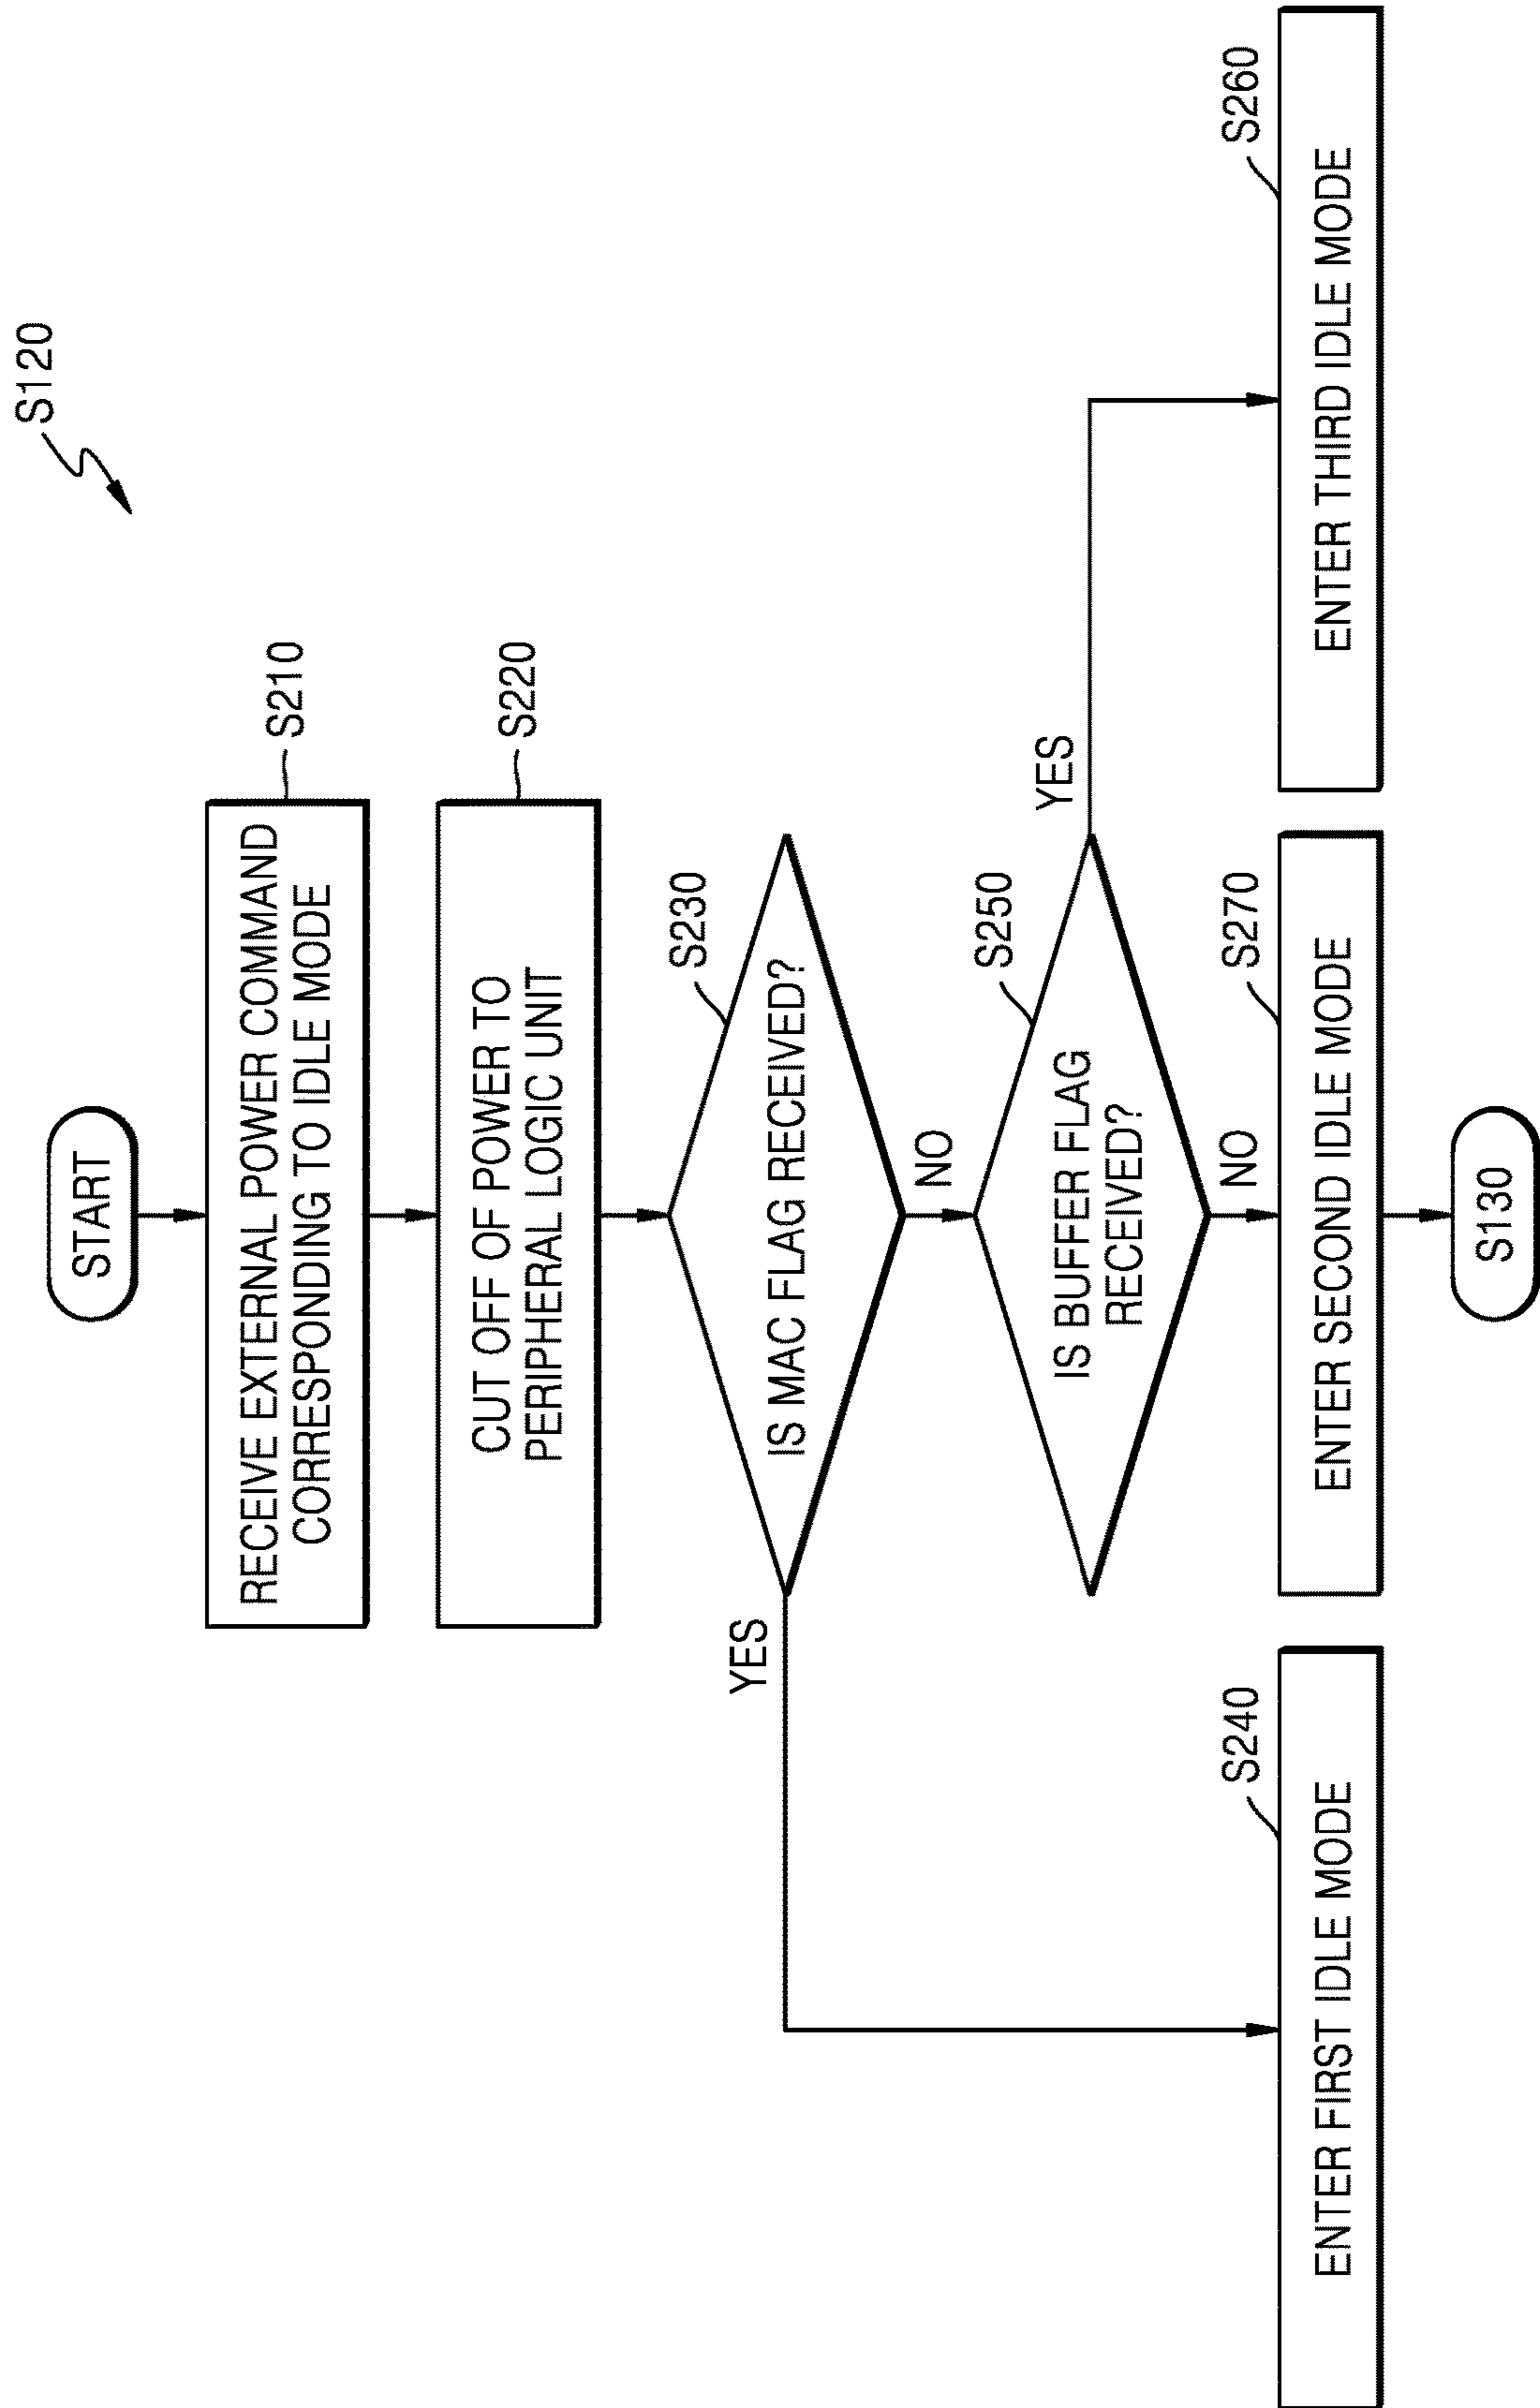 S120
START
RECEIVE EXTERNAL POWER COMMAND
CORRESPONDING TO IDLE MODE
S210
CUT OFF OF POWER TO
PERIPHERAL LOGIC UNIT
S220
IS MAC FLAG RECEIVED?
S230
YES
NO
IS BUFFER FLAG
RECEIVED?
S250
YES
NO
ENTER FIRST IDLE MODE
S240
ENTER SECOND IDLE MODE
S270
ENTER THIRD IDLE MODE
S260
S130